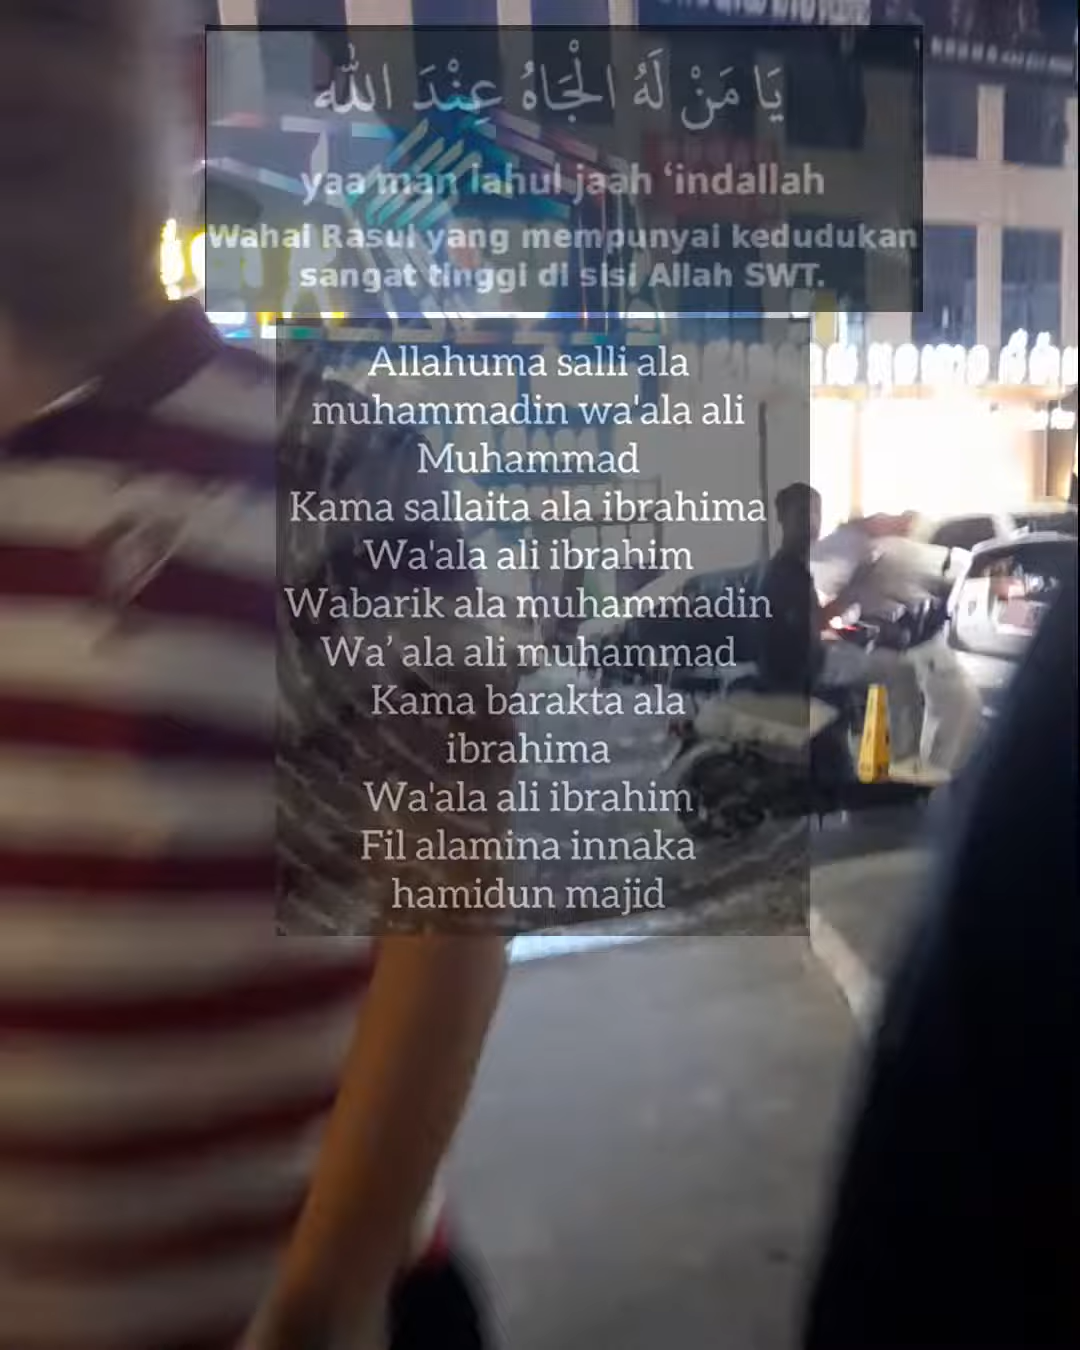 يَا مَنْ لَهُ الْجَاهُ عِنْدَ اللّٰه
yaa man lahul jaah ‘indallah
Wahai Rasul yang mempunyai kedudukan
sangat tinggi di sisi Allah SWT.
Allahuma salli ala
muhammadin wa'ala ali
Muhammad
Kama sallaita ala ibrahima
Wa'ala ali ibrahim
Wabarik ala muhammadin
Wa’ ala ali muhammad
Kama barakta ala
ibrahima
Wa'ala ali ibrahim
Fil alamina innaka
hamidun majid